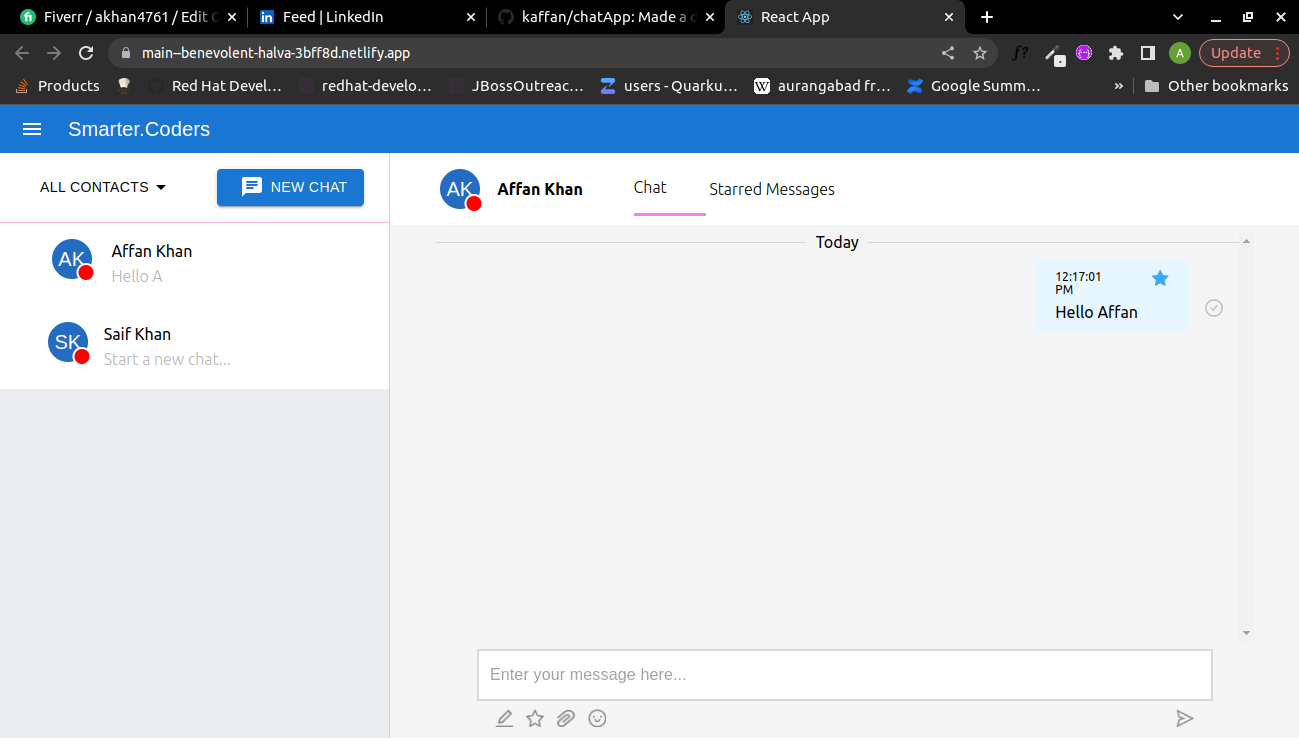 Fiverr / akhan4761 / Edit
Feed | LinkedIn
kaffan/chatApp: Made a
React App
main--benevolent-halva-3bff8d.netlify.app
f?
A
Update
Products
Red Hat Devel...
redhat-develo...
JBossOutreac...
users - Quarku...
W
aurangabad fr...
Google Summ...
»
Other bookmarks
Smarter.Coders
ALL CONTACTS
NEW CHAT
AK
Affan Khan
Chat
Starred Messages
AK
Affan Khan
Hello A
SK
Saif Khan
Start a new chat...
Today
12:17:01
PM
Hello Affan
Enter your message here...